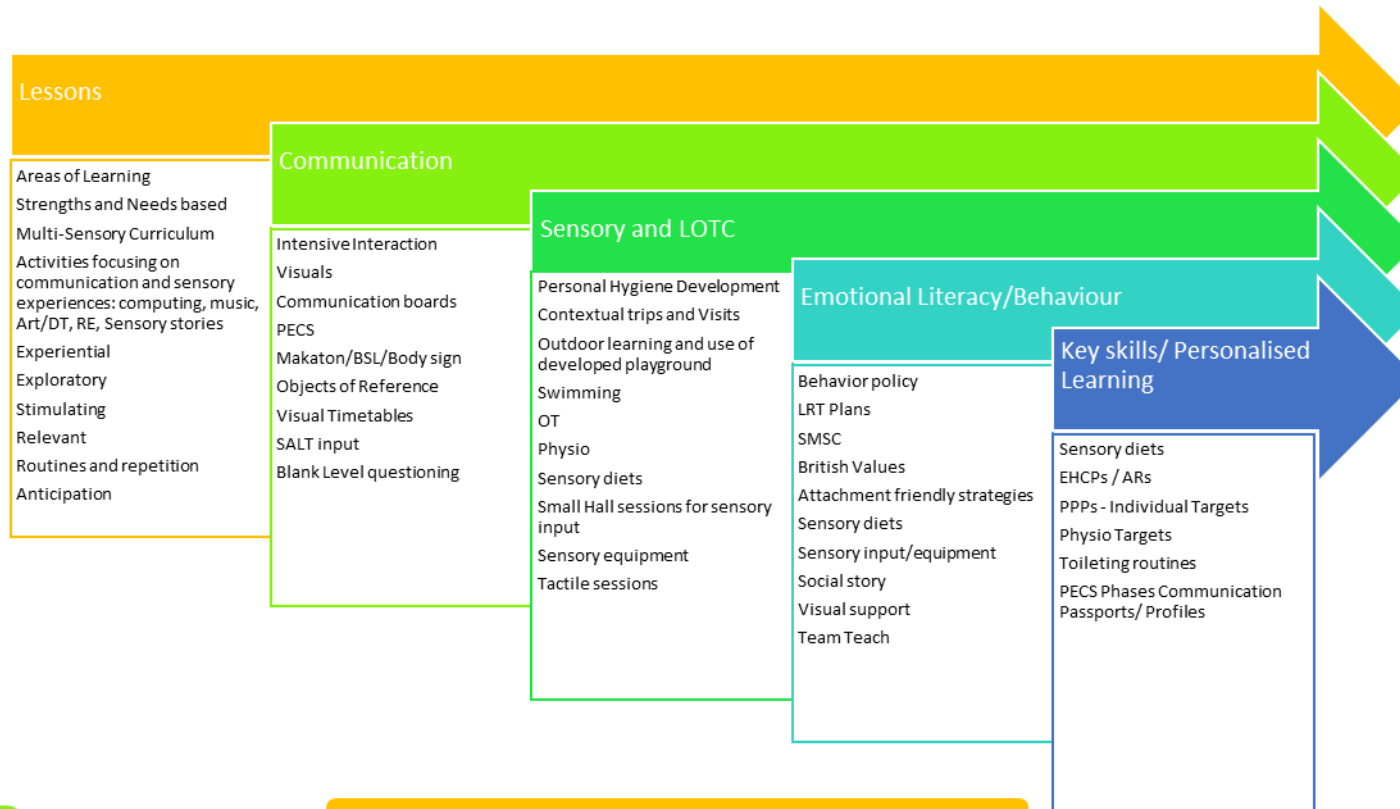 Lessons
Areas of Learning
Strengths and Needs based
Multi-Sensory Curriculum
Activities focusing on
communication and sensory
experiences: computing, music,
Art/DT, RE, Sensory stories
Experiential
Exploratory
Stimulating
Relevant
Routines and repetition
Anticipation
Communication
Intensive Interaction
Visuals
Communication boards
PECS
Makaton/BSL/Body sign
Objects of Reference
Visual Timetables
SALT input
Blank Level questioning
Sensory and LOTC
Personal Hygiene Development
Contextual trips and Visits
Outdoor learning and use of
developed playground
Swimming
OT
Physio
Sensory diets
Small Hall sessions for sensory
input
Sensory equipment
Tactile sessions
Emotional Literacy/Behaviour
Behavior policy
LRT Plans
SMSC
British Values
Attachment friendly strategies
Sensory diets
Sensory input/equipment
Social story
Visual support
Team Teach
Key skills/ Personalised
Learning
Sensory diets
EHCPs / ARs
PPPs - Individual Targets
Physio Targets
Toileting routines
PECS Phases Communication
Passports/ Profiles